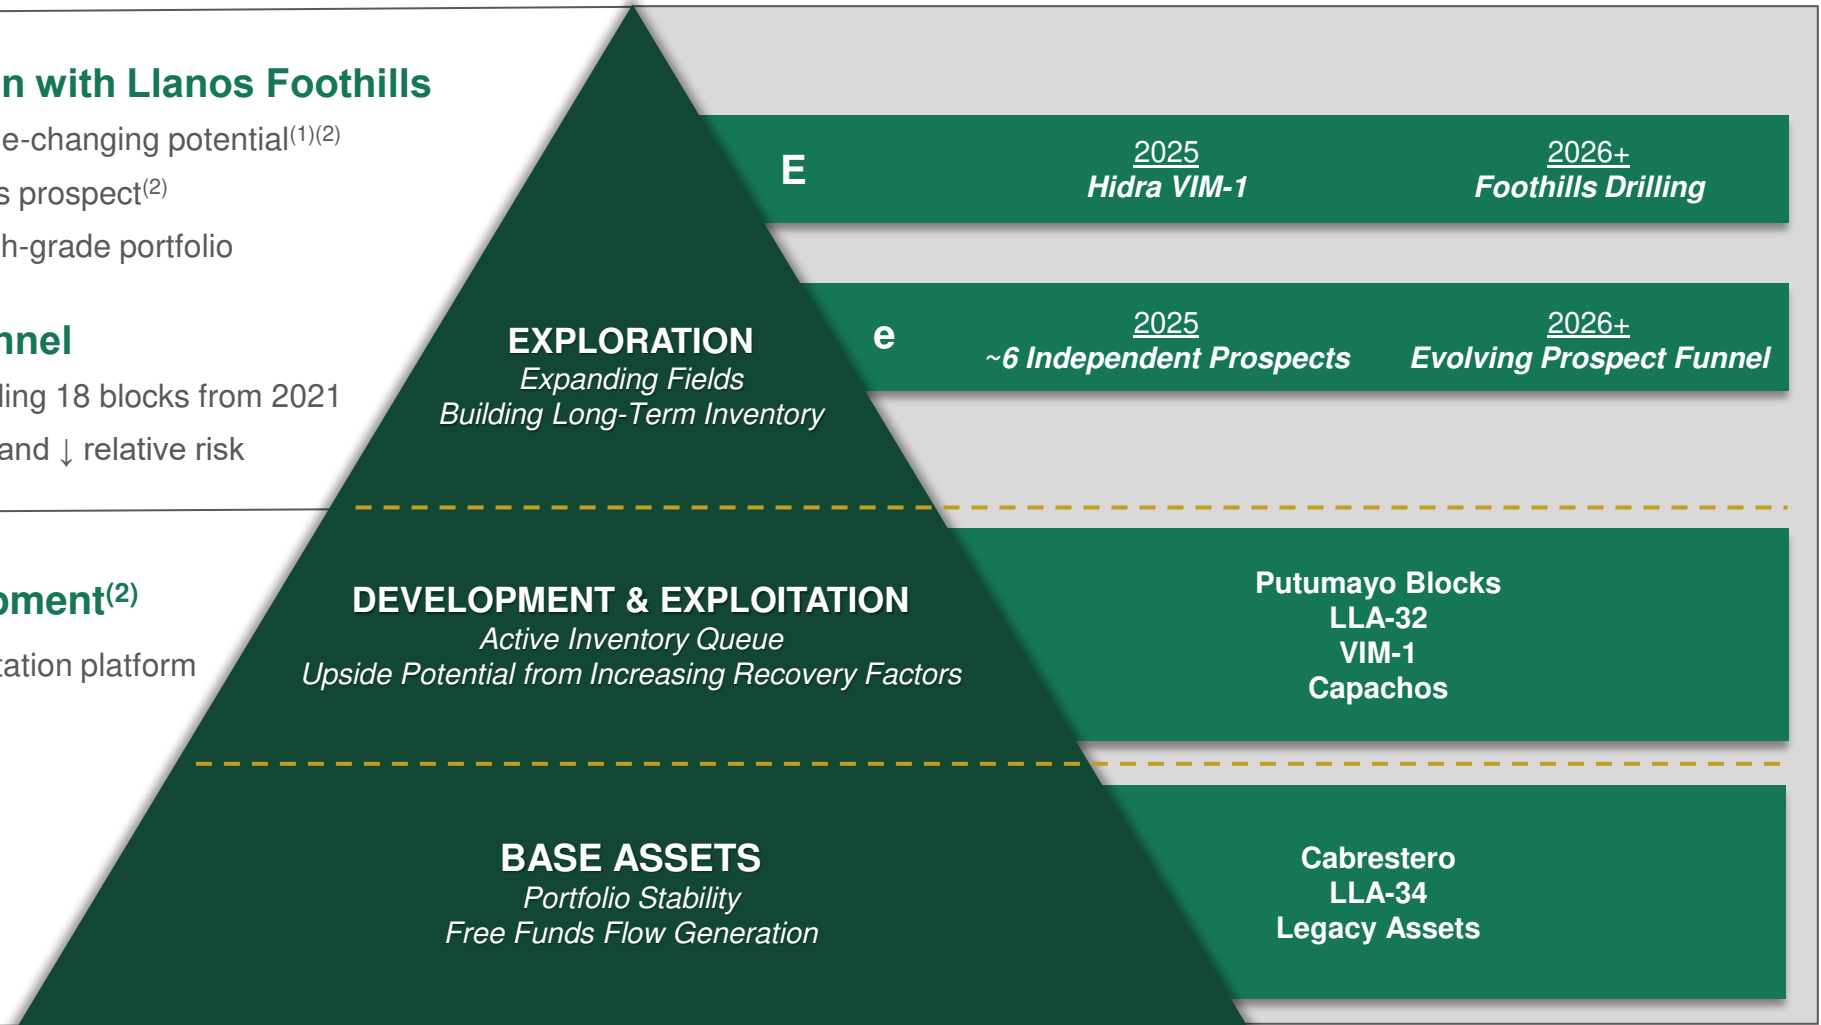 n with Llanos Foothills
e-changing potential(1)(2)
s prospect(2)
h-grade portfolio
nnel
ling 18 blocks from 2021
and ↓ relative risk
pment(2)
tation platform
EXPLORATION
Expanding Fields
Building Long-Term Inventory
DEVELOPMENT & EXPLOITATION
Active Inventory Queue
Upside Potential from Increasing Recovery Factors
BASE ASSETS
Portfolio Stability
Free Funds Flow Generation
E
2025
Hidra VIM-1
2026+
Foothills Drilling
e
2025
~6 Independent Prospects
2026+
Evolving Prospect Funnel
Putumayo Blocks
LLA-32
VIM-1
Capachos
Cabrestero
LLA-34
Legacy Assets